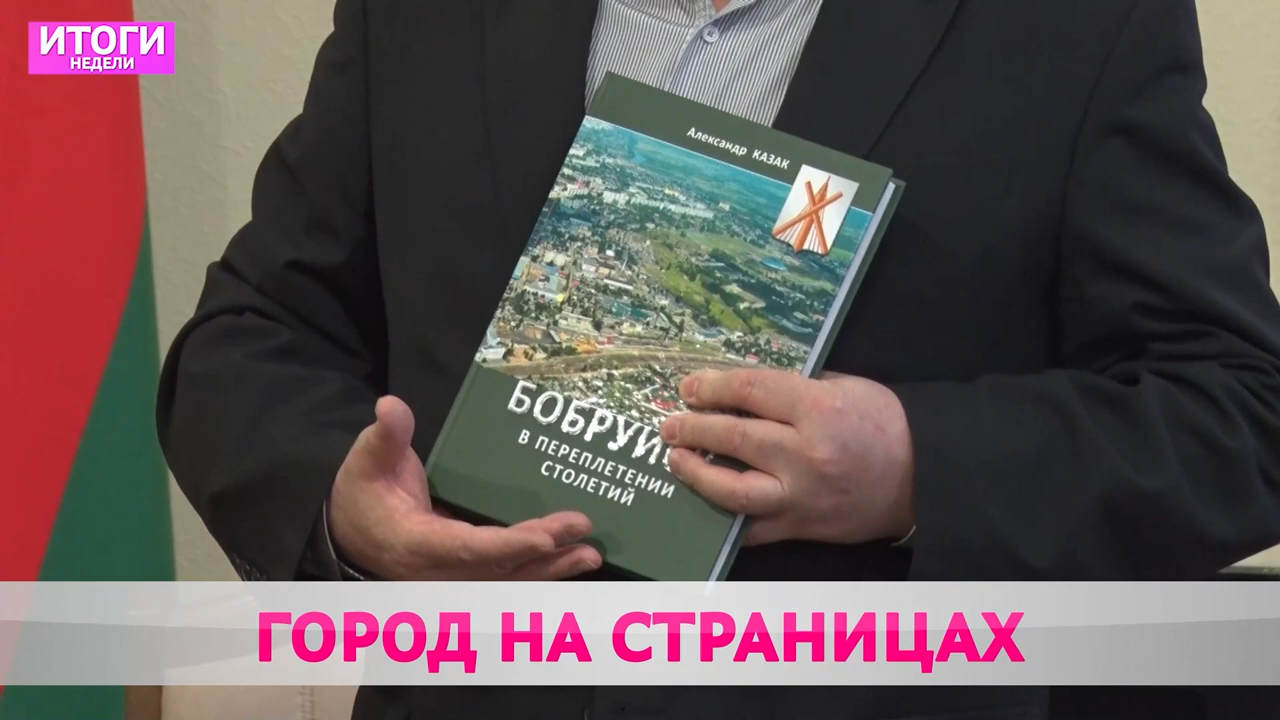 ИТОГИ
НЕДЕЛИ
Александр КАЗАК
В ПЕРЕПЛЕТЕНИИ
СТОЛЕТИЙ
ГОРОД НА СТРАНИЦАХ